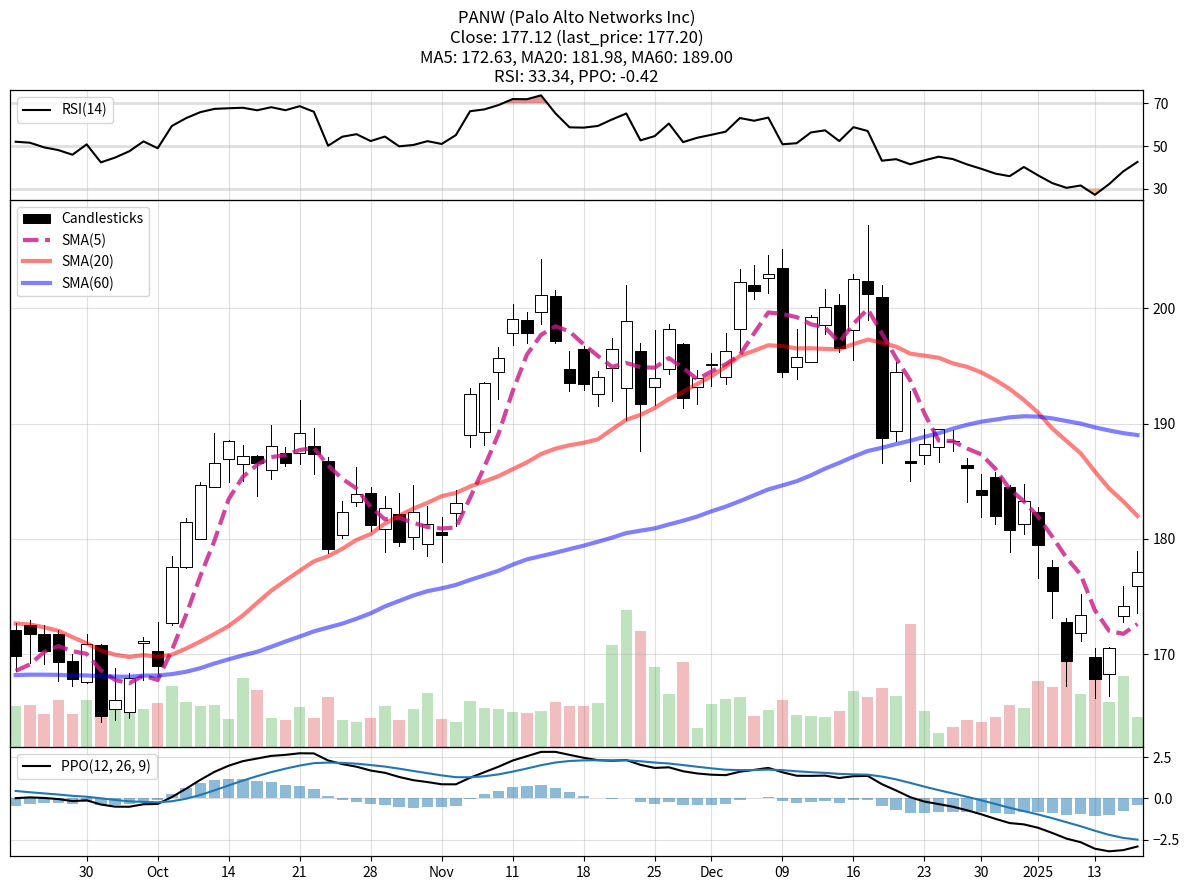 PANW (Palo Alto Networks Inc)
Close: 177.12 (last_price: 177.20)
MA5: 172.63, MA20: 181.98, MA60: 189.00
RSI: 33.34, PPO: -0.42
RSI(14)
70
50
30
Candlesticks
SMA(5)
SMA(20)
SMA(60)
200
190
180
170
PPO(12, 26, 9)
2.5
0.0
−2.5
30 Oct 14 21 28 Nov 11 18 25 Dec 09 16 23 30 2025 13